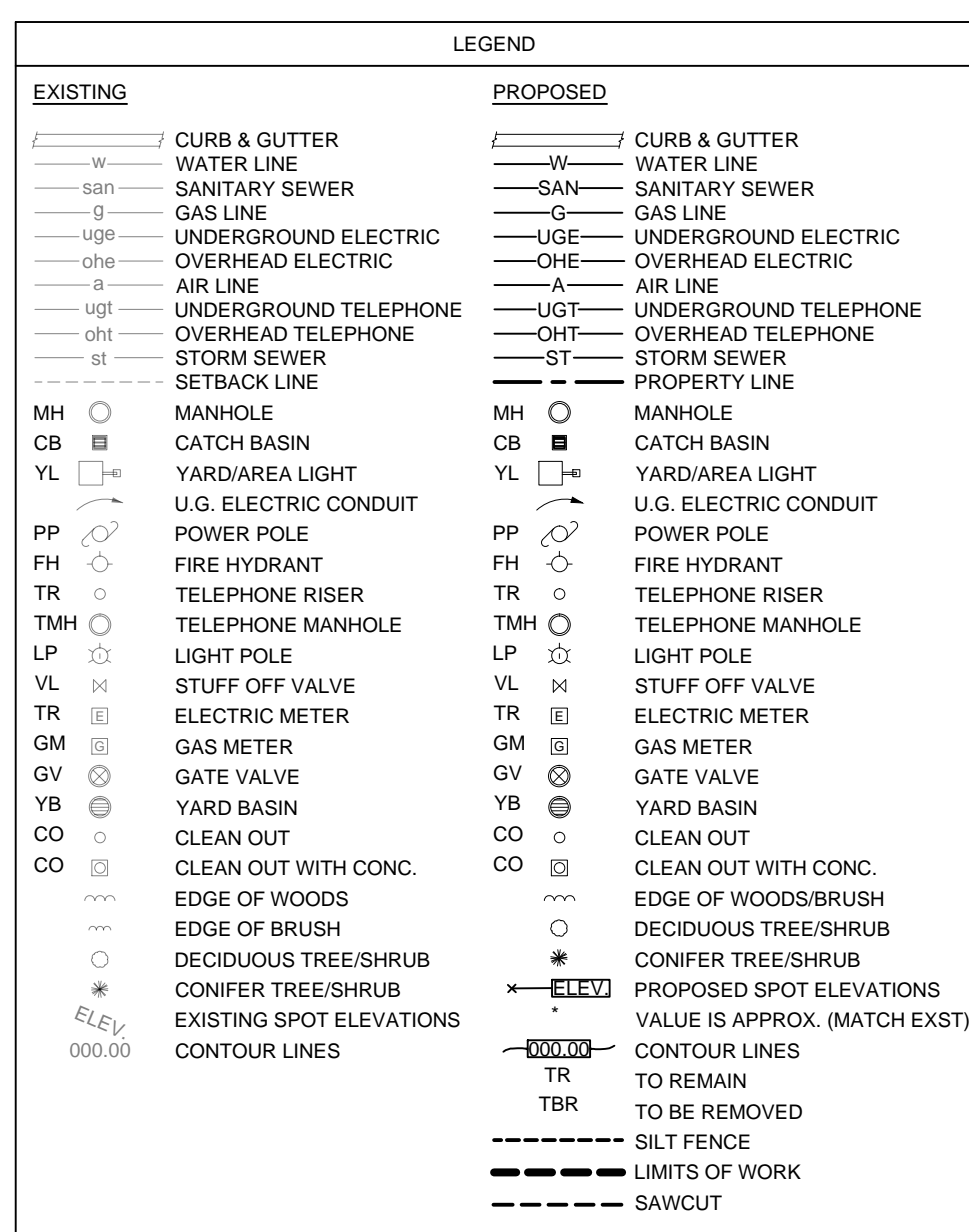 LEGEND
EXISTING
CURB & GUTTER
w WATER LINE
san SANITARY SEWER
g GAS LINE
uge UNDERGROUND ELECTRIC
ohe OVERHEAD ELECTRIC
a AIR LINE
ugt UNDERGROUND TELEPHONE
oht OVERHEAD TELEPHONE
st STORM SEWER
SETBACK LINE
MH MANHOLE
CB CATCH BASIN
YL YARD/AREA LIGHT
U.G. ELECTRIC CONDUIT
PP POWER POLE
FH FIRE HYDRANT
TR TELEPHONE RISER
TMH TELEPHONE MANHOLE
LP LIGHT POLE
VL STUFF OFF VALVE
TR E ELECTRIC METER
GM G GAS METER
GV GATE VALVE
YB YARD BASIN
CO CLEAN OUT
CO CLEAN OUT WITH CONC.
EDGE OF WOODS
EDGE OF BRUSH
DECIDUOUS TREE/SHRUB
CONIFER TREE/SHRUB
ELEV. EXISTING SPOT ELEVATIONS
000.00 CONTOUR LINES
PROPOSED
CURB & GUTTER
W WATER LINE
SAN SANITARY SEWER
G GAS LINE
UGE UNDERGROUND ELECTRIC
OHE OVERHEAD ELECTRIC
A AIR LINE
UGT UNDERGROUND TELEPHONE
OHT OVERHEAD TELEPHONE
ST STORM SEWER
PROPERTY LINE
MH MANHOLE
CB CATCH BASIN
YL YARD/AREA LIGHT
U.G. ELECTRIC CONDUIT
PP POWER POLE
FH FIRE HYDRANT
TR TELEPHONE RISER
TMH TELEPHONE MANHOLE
LP LIGHT POLE
VL STUFF OFF VALVE
TR E ELECTRIC METER
GM G GAS METER
GV GATE VALVE
YB YARD BASIN
CO CLEAN OUT
CO CLEAN OUT WITH CONC.
EDGE OF WOODS/BRUSH
DECIDUOUS TREE/SHRUB
CONIFER TREE/SHRUB
ELEV. PROPOSED SPOT ELEVATIONS
* VALUE IS APPROX. (MATCH EXST)
000.00 CONTOUR LINES
TR TO REMAIN
TBR TO BE REMOVED
SILT FENCE
LIMITS OF WORK
SAWCUT